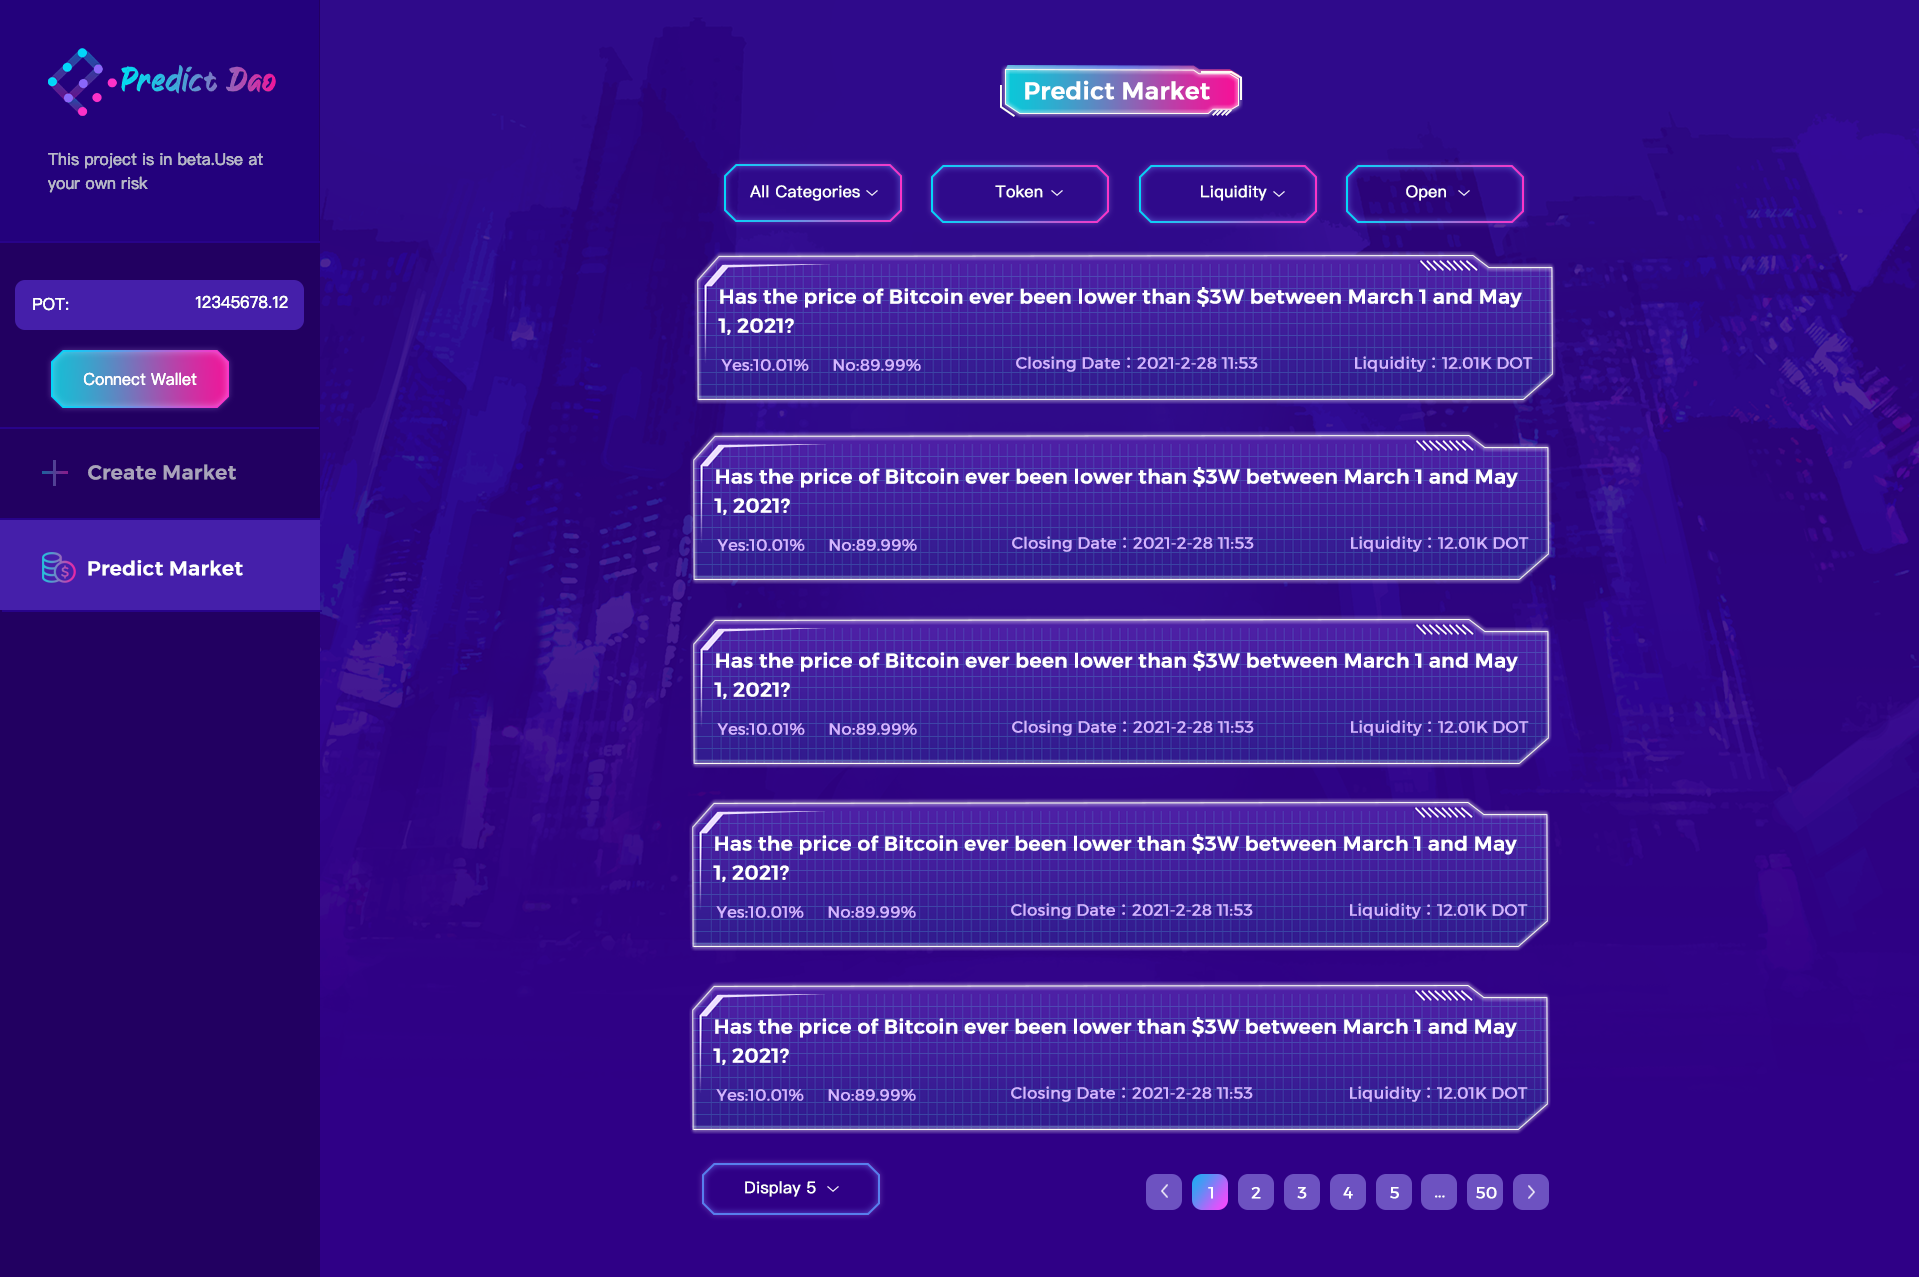 Predict Dao
This project is in beta.Use at
your own risk
POT: 12345678.12
Connect Wallet
Create Market
Predict Market
Predict Market
All Categories
Token
Liquidity
Open
Has the price of Bitcoin ever been lower than $3W between March 1 and May
1, 2021?
Yes:10.01% No:89.99% Closing Date：2021-2-28 11:53 Liquidity：12.01K DOT
Has the price of Bitcoin ever been lower than $3W between March 1 and May
1, 2021?
Yes:10.01% No:89.99% Closing Date：2021-2-28 11:53 Liquidity：12.01K DOT
Has the price of Bitcoin ever been lower than $3W between March 1 and May
1, 2021?
Yes:10.01% No:89.99% Closing Date：2021-2-28 11:53 Liquidity：12.01K DOT
Has the price of Bitcoin ever been lower than $3W between March 1 and May
1, 2021?
Yes:10.01% No:89.99% Closing Date：2021-2-28 11:53 Liquidity：12.01K DOT
Has the price of Bitcoin ever been lower than $3W between March 1 and May
1, 2021?
Yes:10.01% No:89.99% Closing Date：2021-2-28 11:53 Liquidity：12.01K DOT
Display 5
1 2 3 4 5 ... 50